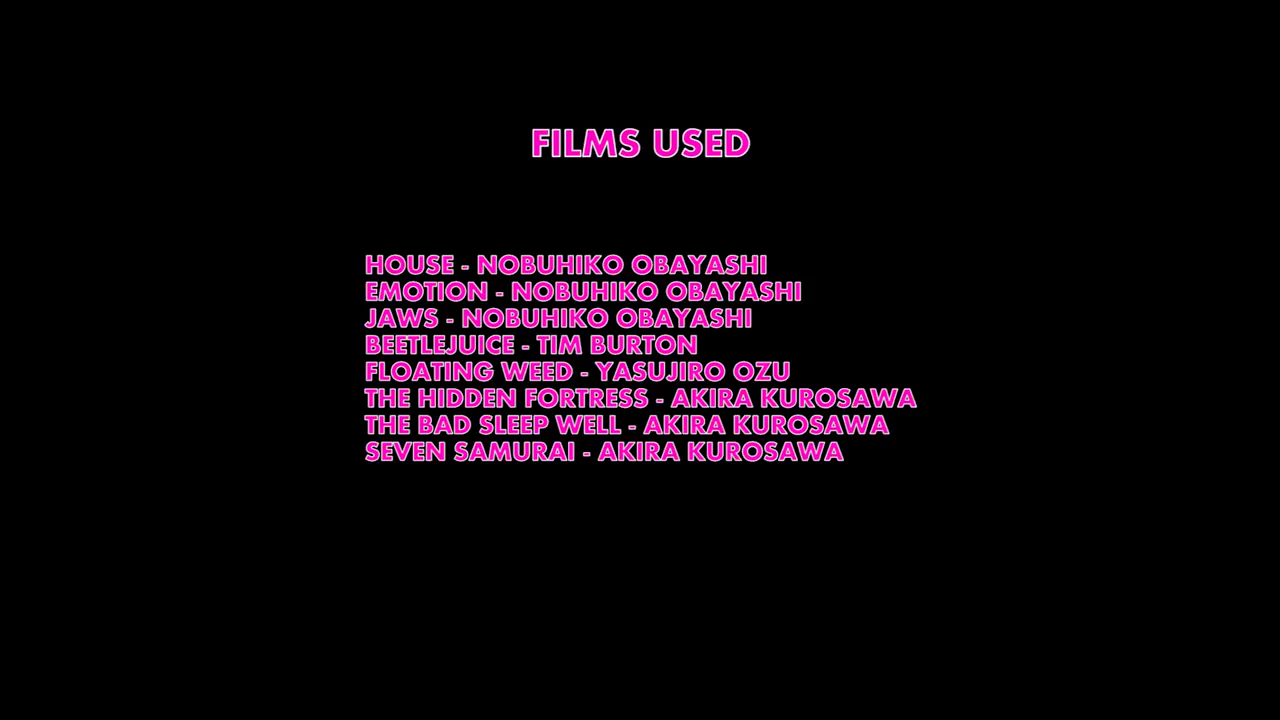 FILMS USED
HOUSE - NOBUHIKO OBAYASHI
EMOTION - NOBUHIKO OBAYASHI
JAWS - NOBUHIKO OBAYASHI
BEETLEJUICE - TIM BURTON
FLOATING WEED - YASUJIRO OZU
THE HIDDEN FORTRESS - AKIRA KUROSAWA
THE BAD SLEEP WELL - AKIRA KUROSAWA
SEVEN SAMURAI - AKIRA KUROSAWA